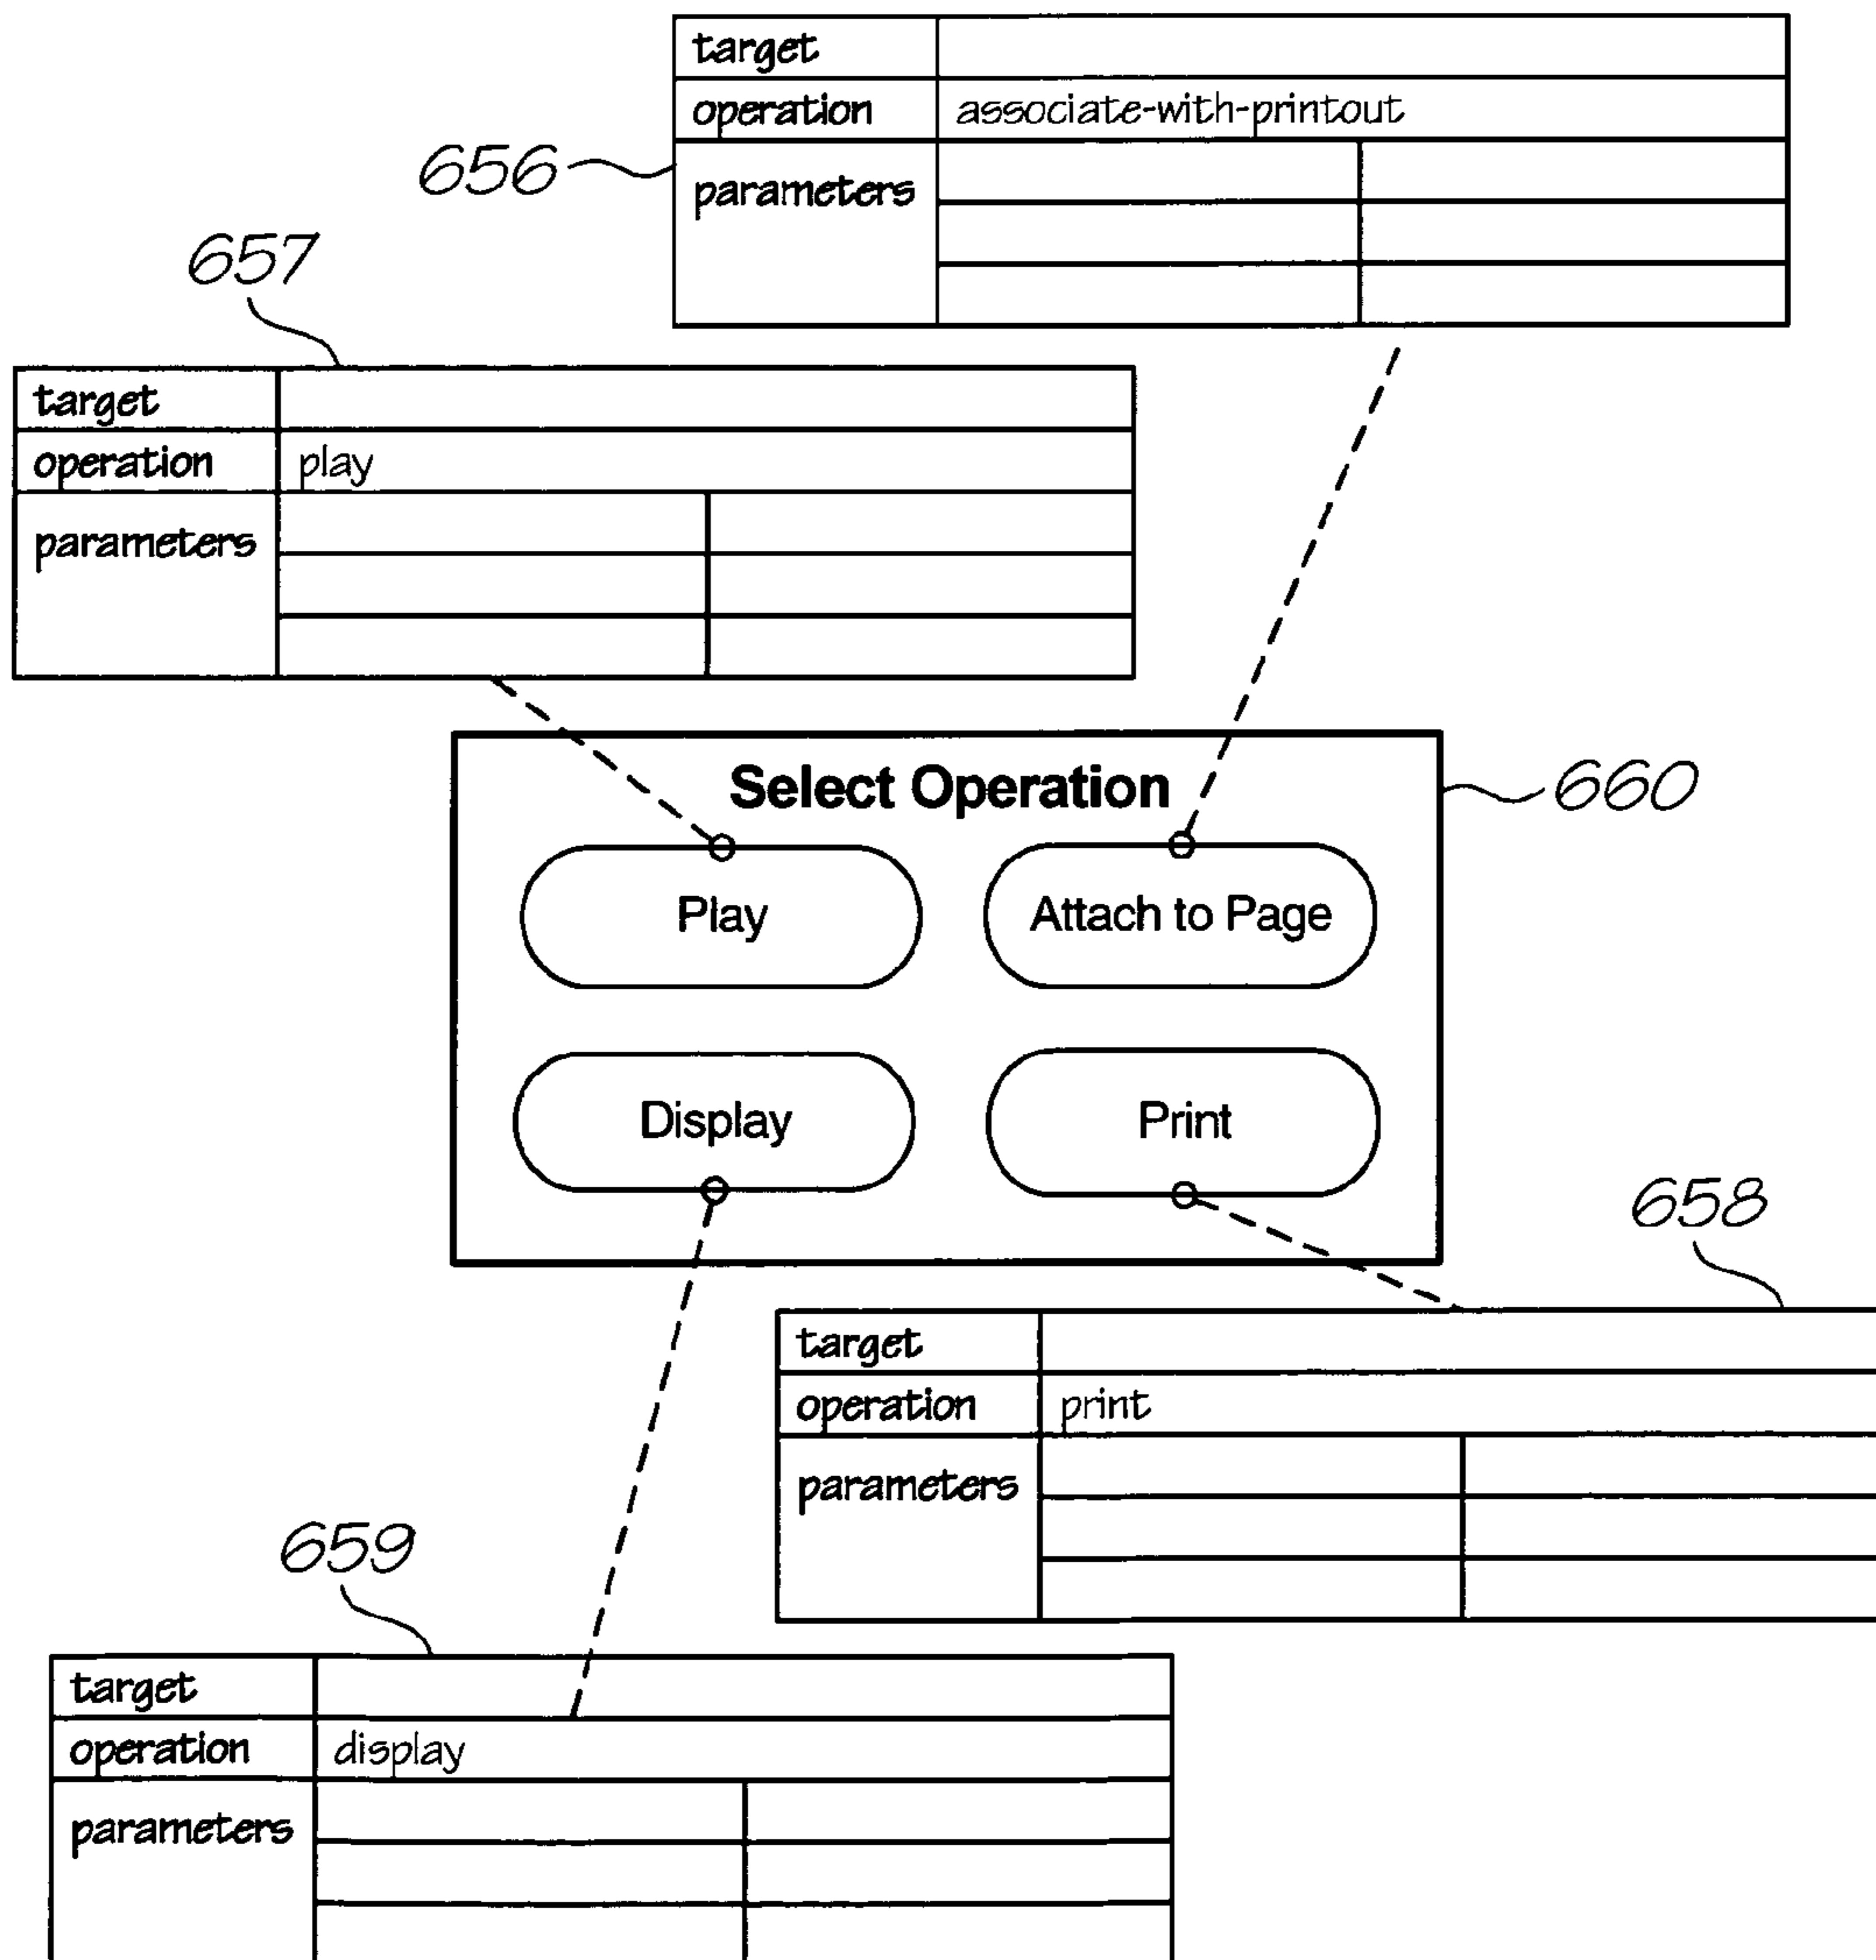 target
operation associate-with-printout
656
parameters
657
target
operation play
parameters
Select Operation
660
Play Attach to Page
Display Print
658
target
operation print
parameters
659
target
operation display
parameters